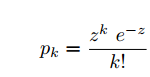 p_k = \frac{z^k e^{-z}}{k!}